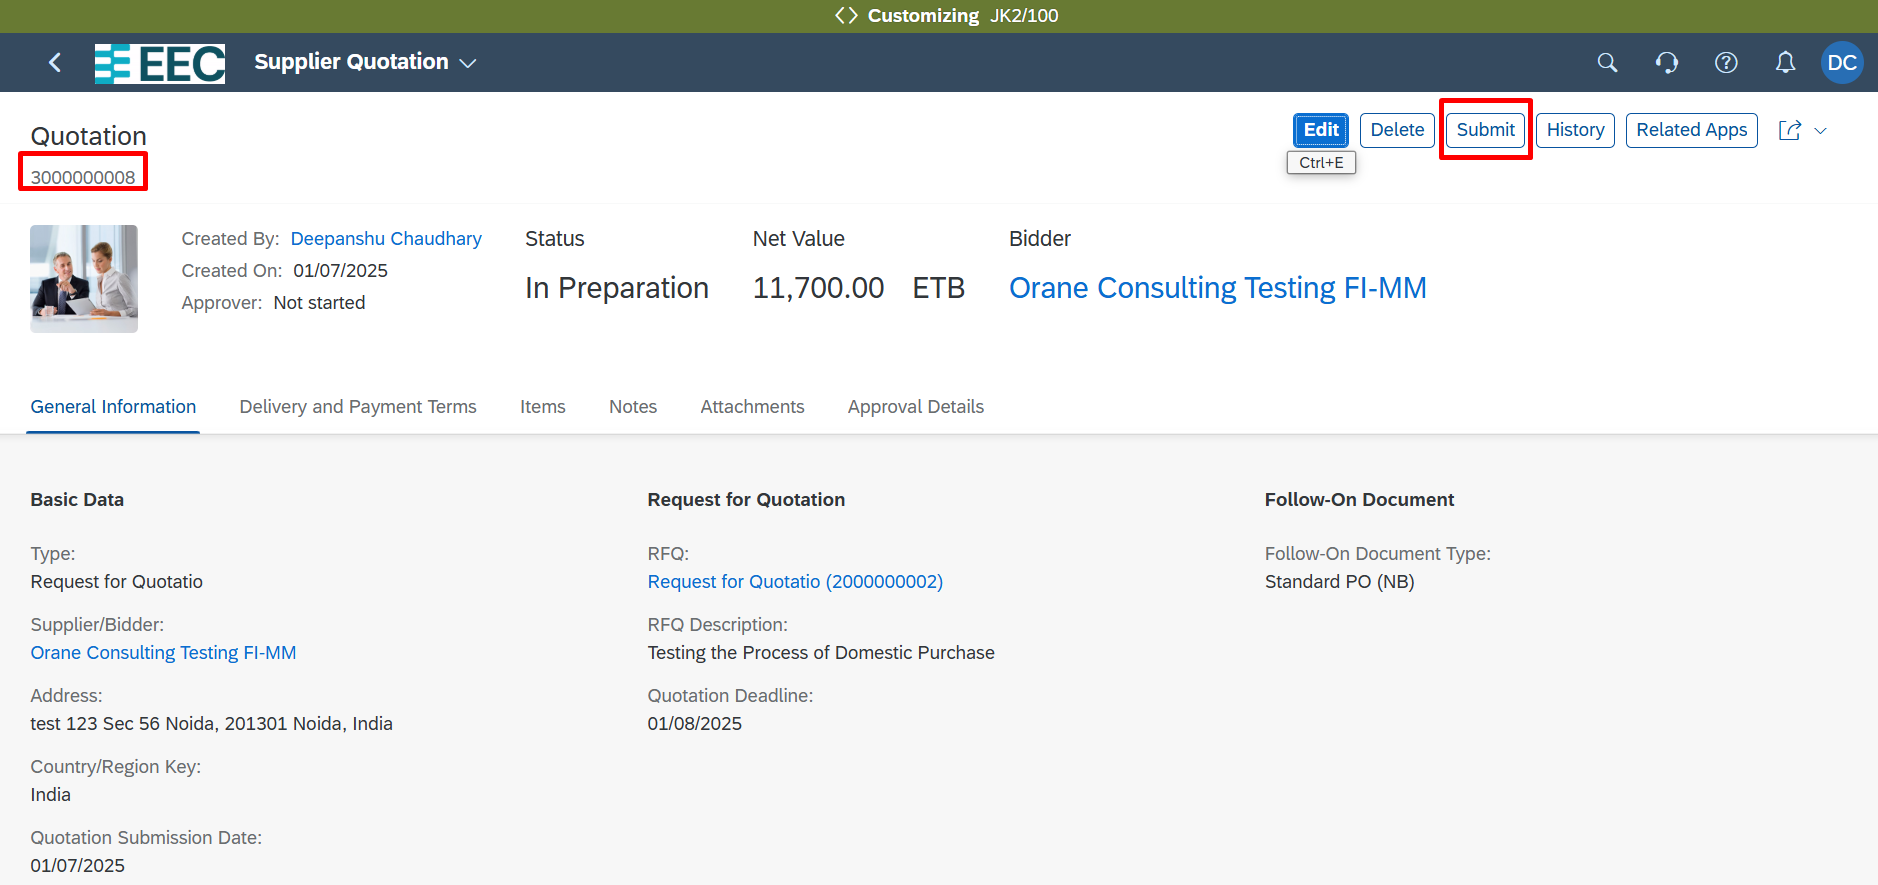 Customizing JK2/100
EEC Supplier Quotation
DC
Quotation
3000000008
Edit Delete Submit History Related Apps
Ctrl+E
Created By: Deepanshu Chaudhary
Created On: 01/07/2025
Approver: Not started
Status
In Preparation
Net Value
11,700.00 ETB
Bidder
Orane Consulting Testing FI-MM
General Information Delivery and Payment Terms Items Notes Attachments Approval Details
Basic Data
Type:
Request for Quotatio
Supplier/Bidder:
Orane Consulting Testing FI-MM
Address:
test 123 Sec 56 Noida, 201301 Noida, India
Country/Region Key:
India
Quotation Submission Date:
01/07/2025
Request for Quotation
RFQ:
Request for Quotatio (2000000002)
RFQ Description:
Testing the Process of Domestic Purchase
Quotation Deadline:
01/08/2025
Follow-On Document
Follow-On Document Type:
Standard PO (NB)